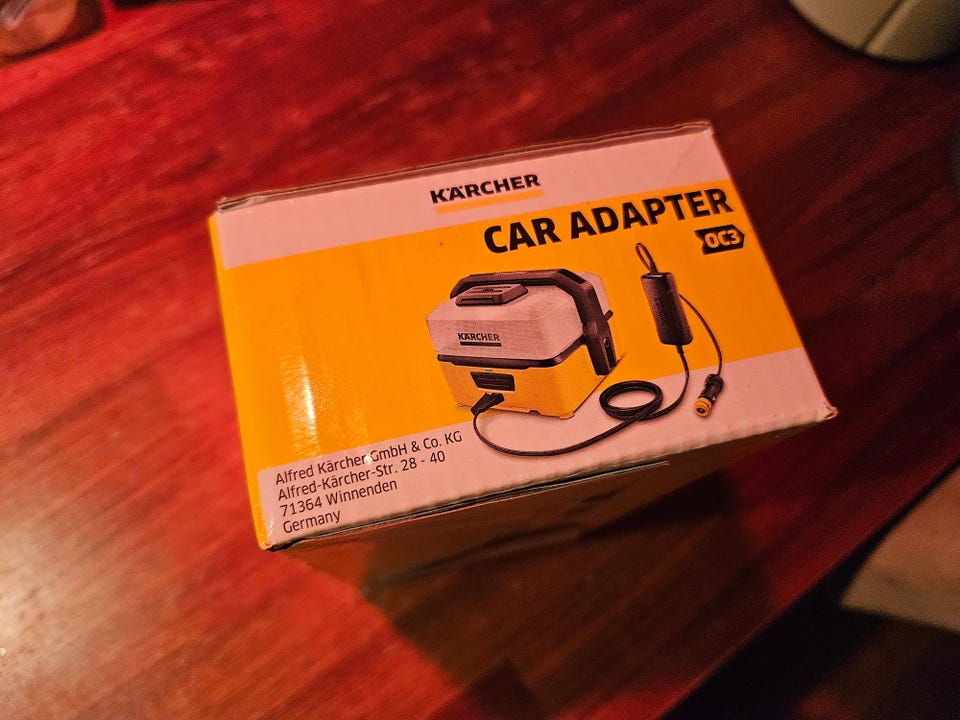 KÄRCHER
CAR ADAPTER
OC3
KÄRCHER
Alfred Kärcher GmbH & Co. KG
Alfred-Kärcher-Str. 28 - 40
71364 Winnenden
Germany